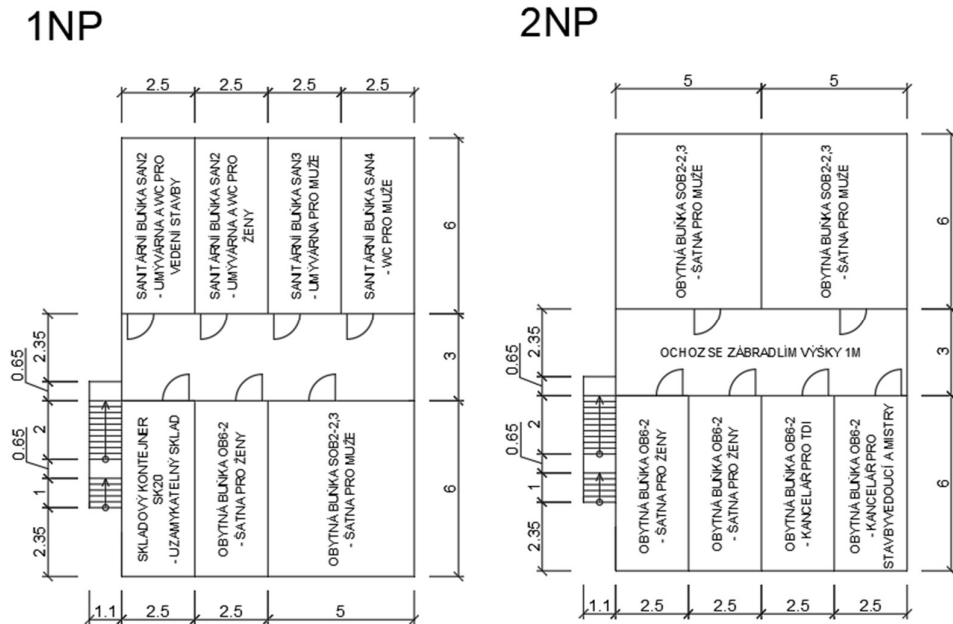 1NP
2.5
2.5
2.5
2.5
SANITÁRNÍ BUŇKA SAN2
- UMYVÁRNA A WC PRO
VEDENÍ STAVBY
SANITÁRNÍ BUŇKA SAN2
- UMYVÁRNA A WC PRO
ŽENY
SANITÁRNÍ BUŇKA SAN3
- UMYVÁRNA PRO MUŽE
SANITÁRNÍ BUŇKA SAN4
- WC PRO MUŽE
6
3
6
2.35
0.65
2
0.65
1
2.35
SKLADOVÝ KONTEJNER
SK20
- UZAMYKATELNÝ SKLAD
OBYTNÁ BUŇKA OB6-2
- ŠATNA PRO ŽENY
OBYTNÁ BUŇKA SOB2-2,3
- ŠATNA PRO MUŽE
1.1
2.5
2.5
5
2NP
5
5
OBYTNÁ BUŇKA SOB2-2,3
- ŠATNA PRO MUŽE
OBYTNÁ BUŇKA SOB2-2,3
- ŠATNA PRO MUŽE
6
3
6
OCHOZ SE ZÁBRADLÍM VÝŠKY 1M
2.35
0.65
2
0.65
1
2.35
OBYTNÁ BUŇKA OB6-2
- ŠATNA PRO ŽENY
OBYTNÁ BUŇKA OB6-2
- ŠATNA PRO ŽENY
OBYTNÁ BUŇKA OB6-2
- KANCELÁŘ PRO TDI
OBYTNÁ BUŇKA OB6-2
- KANCELÁŘ PRO
STAVBYVEDOUCÍ A MISTRY
1.1
2.5
2.5
2.5
2.5